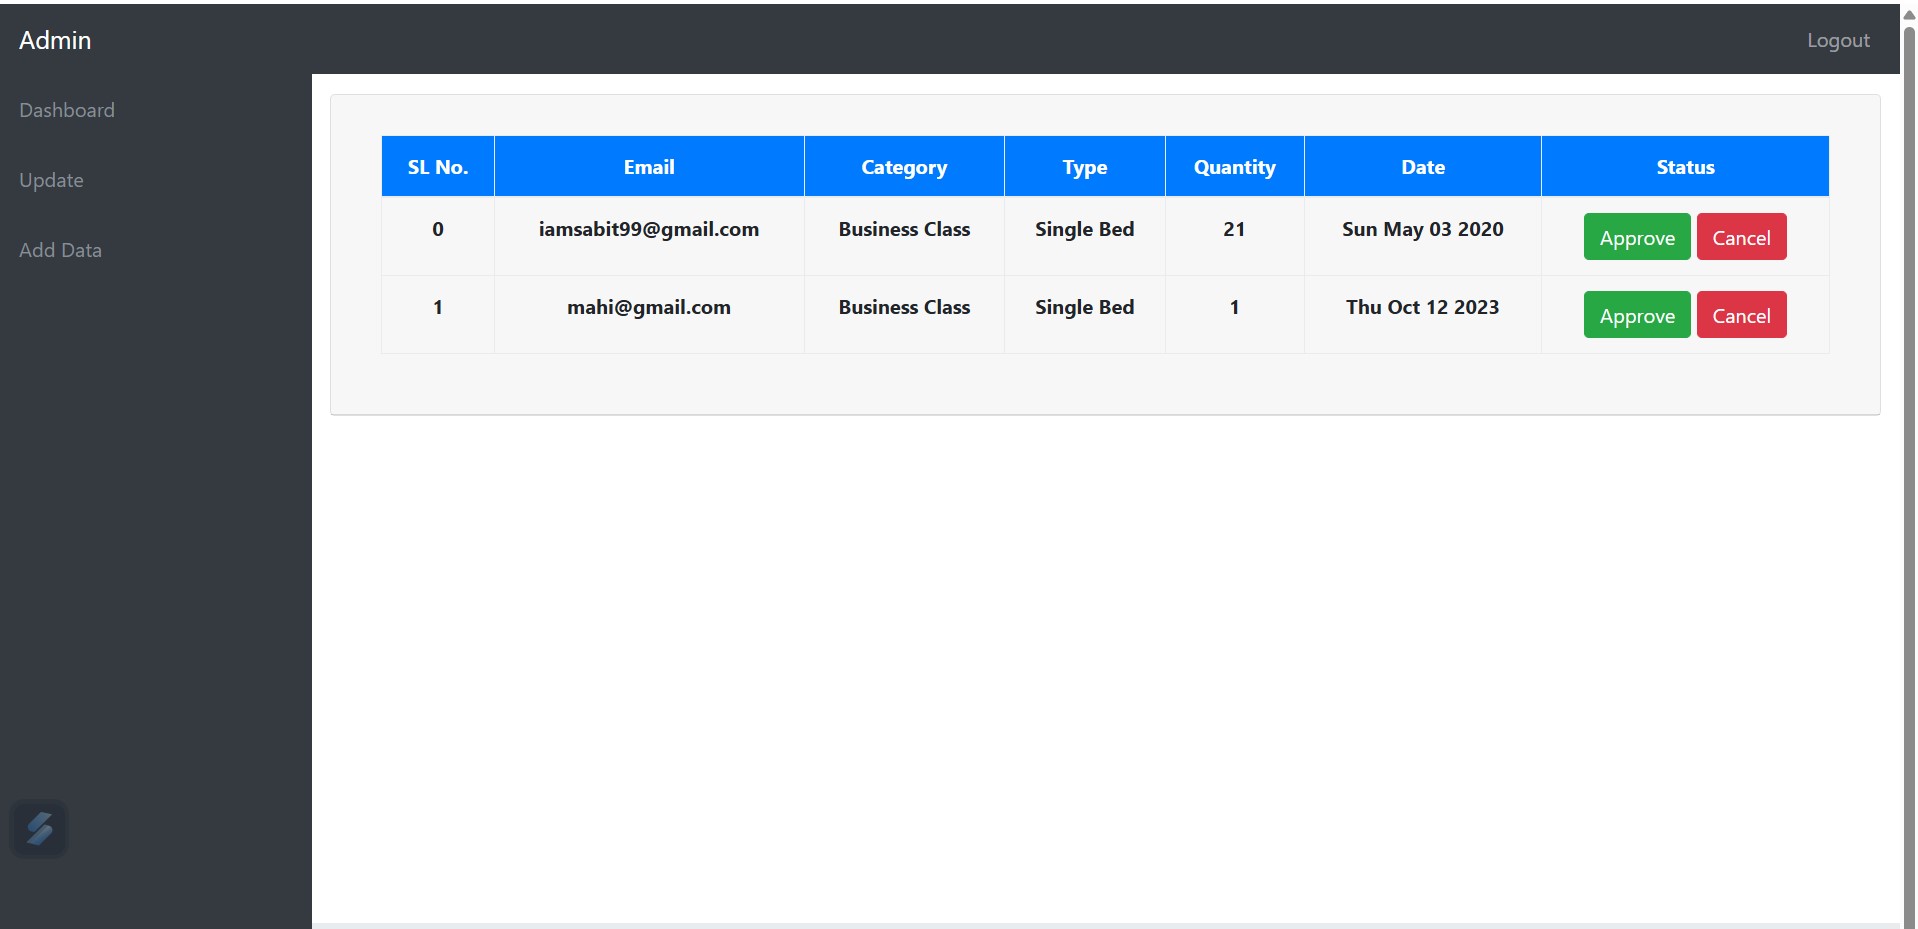 Admin
Logout
Dashboard
Update
Add Data
SL No. Email Category Type Quantity Date Status
0 iamsabit99@gmail.com Business Class Single Bed 21 Sun May 03 2020 Approve Cancel
1 mahi@gmail.com Business Class Single Bed 1 Thu Oct 12 2023 Approve Cancel